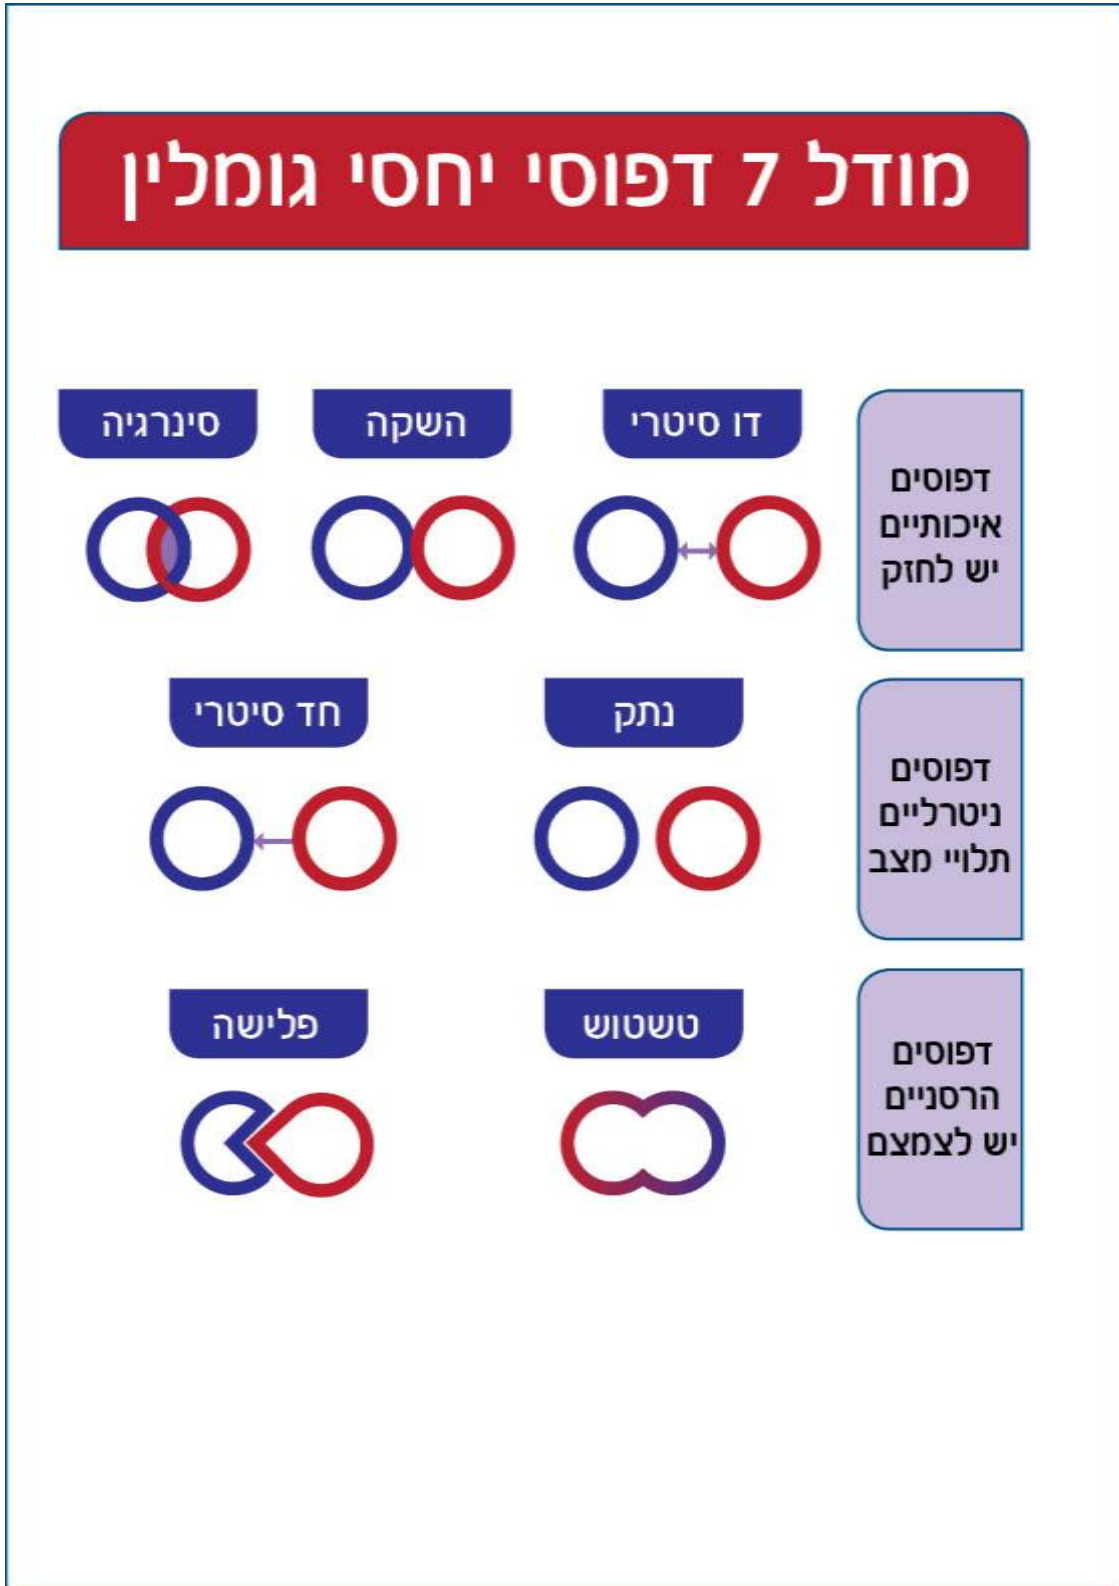 מודל 7 דפוסי יחסי גומלין
דפוסים
איכותיים
יש לחזק
דו סיטרי
השקה
סינרגיה
דפוסים
ניטרליים
תלויי מצב
נתק
חד סיטרי
דפוסים
הרסניים
יש לצמצם
טשטוש
פלישה